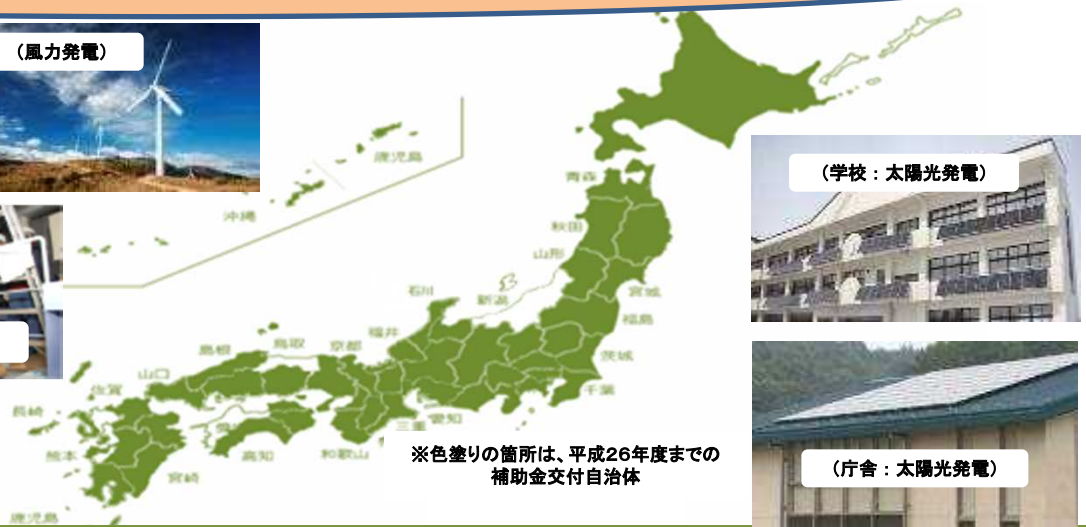 （風力発電）
鹿児島
沖縄
（学校：太陽光発電）
青森
秋田
山形
石川
新潟
宮城
福島
福井
茨城
島根
鳥取
京都
山口
千葉
佐賀
長崎
愛知
三重
熊本
高知
和歌山
宮崎
鹿児島
※色塗りの箇所は、平成26年度までの
補助金交付自治体
（庁舎：太陽光発電）